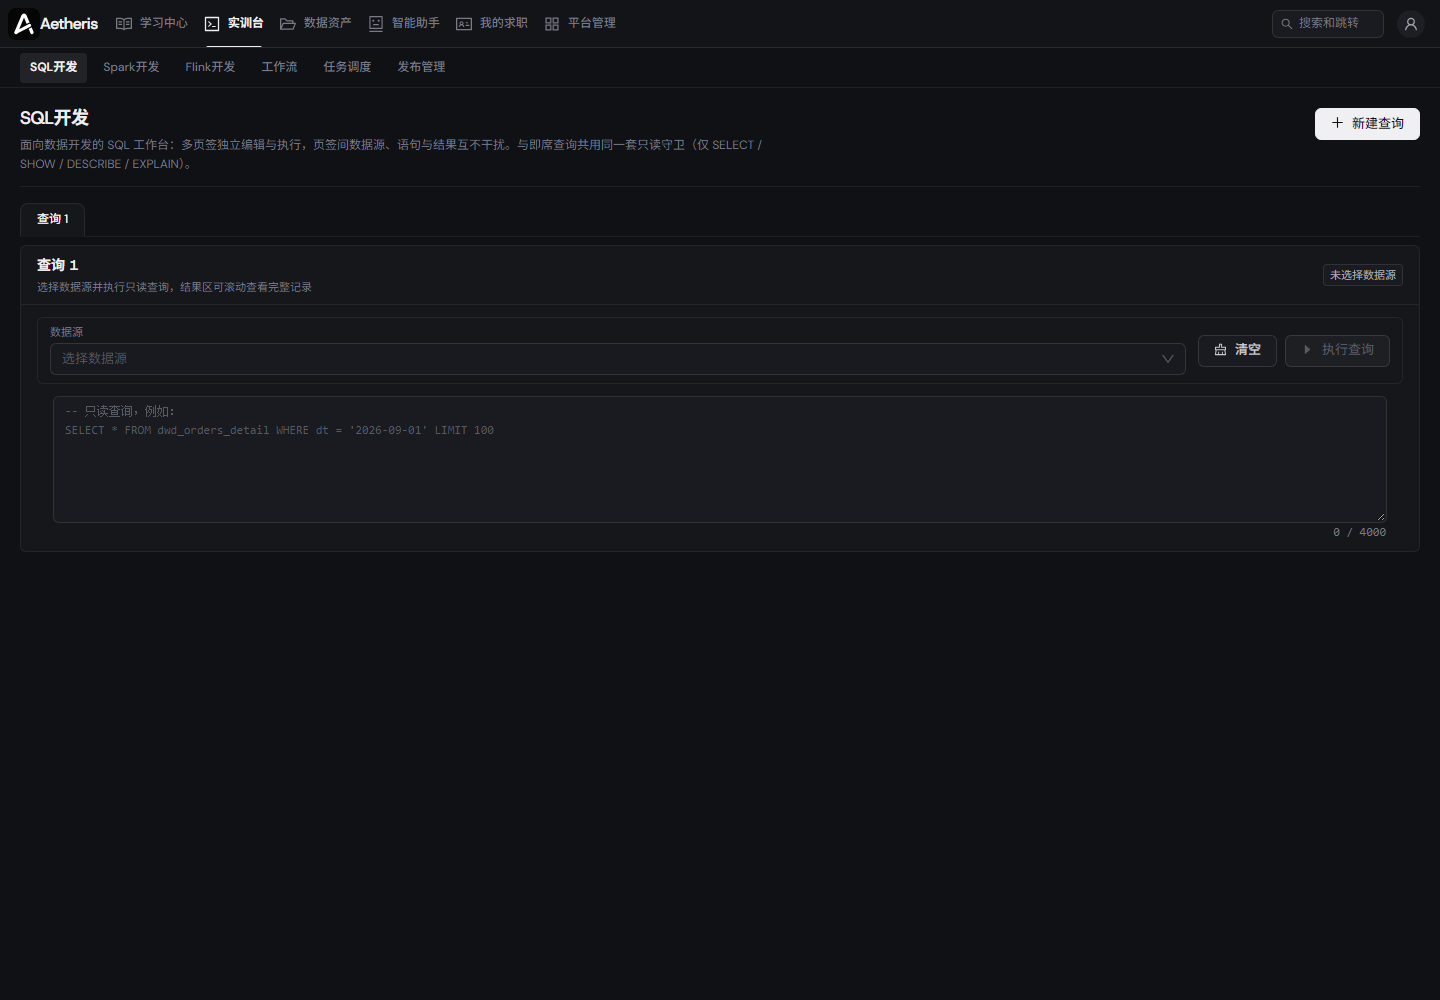 Aetheris 学习中心 实训台 数据资产 智能助手 我的求职 平台管理 搜索和跳转
SQL开发 Spark开发 Flink开发 工作流 任务调度 发布管理
SQL开发
新建查询
面向数据开发的 SQL 工作台：多页签独立编辑与执行，页签间数据源、语句与结果互不干扰。与即席查询共用同一套只读守卫（仅 SELECT /
SHOW / DESCRIBE / EXPLAIN）。
查询 1
查询 1
选择数据源并执行只读查询，结果区可滚动查看完整记录
未选择数据源
数据源
选择数据源 清空 执行查询
-- 只读查询，例如:
SELECT * FROM dwd_orders_detail WHERE dt = '2026-09-01' LIMIT 100
0 / 4000